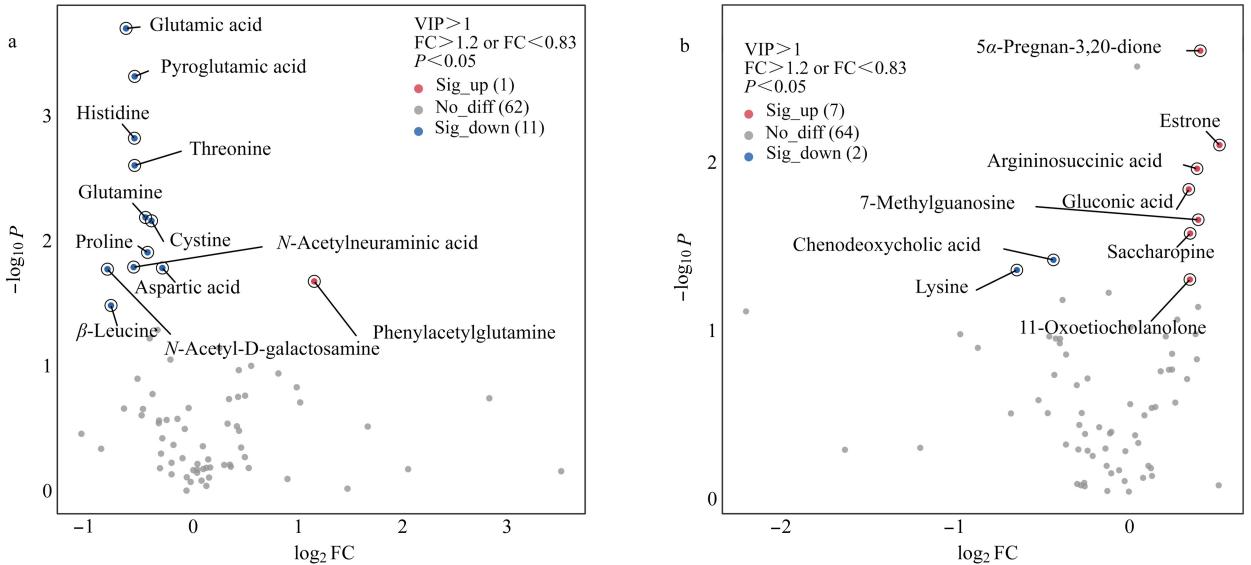 a
Glutamic acid
Pyroglutamic acid
Histidine
Threonine
Glutamine
Cystine
Proline
N-Acetylneuraminic acid
Aspartic acid
β-Leucine
N-Acetyl-D-galactosamine
Phenylacetylglutamine
VIP>1
FC>1.2 or FC<0.83
P<0.05
Sig_up (1)
No_diff (62)
Sig_down (11)
3
2
1
0
−log10 P
−1 0 1 2 3
log2 FC
b
VIP>1
FC>1.2 or FC<0.83
P<0.05
Sig_up (7)
No_diff (64)
Sig_down (2)
5α-Pregnan-3,20-dione
Estrone
Argininosuccinic acid
Gluconic acid
7-Methylguanosine
Saccharopine
Chenodeoxycholic acid
Lysine
11-Oxoetiocholanolone
2
1
0
−log10 P
−2 −1 0
log2 FC